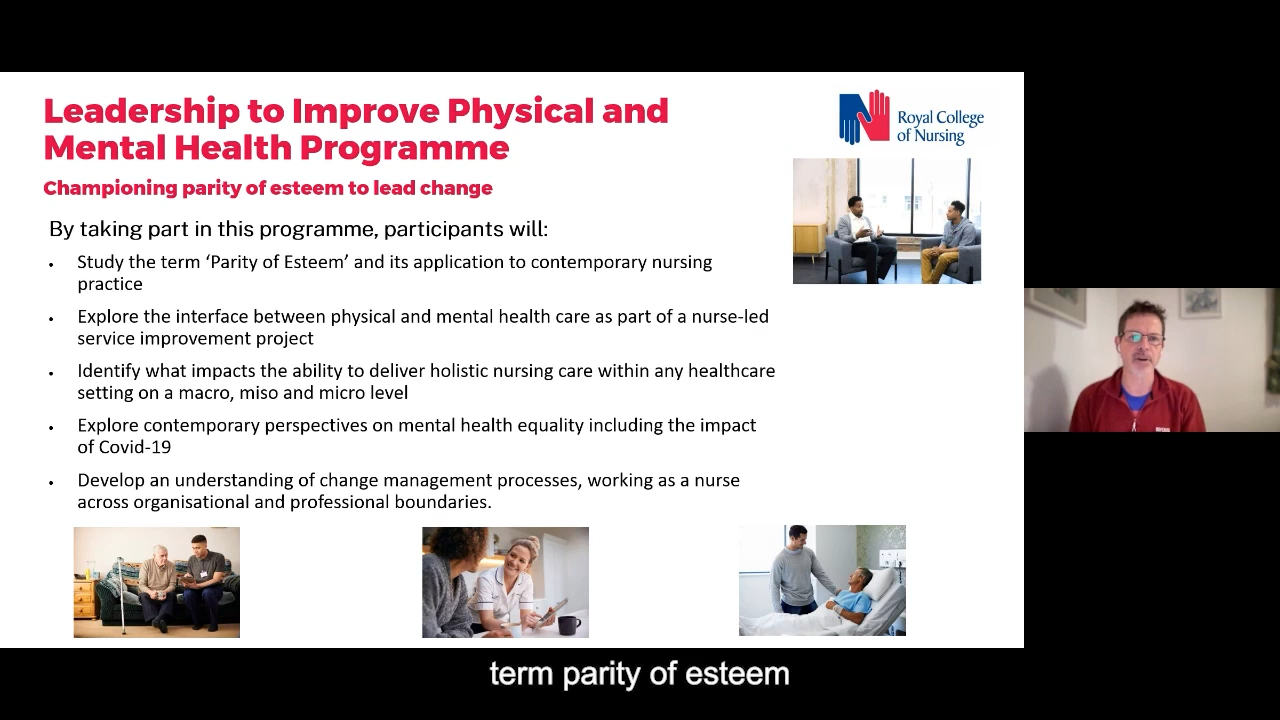 Leadership to Improve Physical and
Mental Health Programme
Royal College
of Nursing
Championing parity of esteem to lead change
By taking part in this programme, participants will:
• Study the term ‘Parity of Esteem’ and its application to contemporary nursing
practice
• Explore the interface between physical and mental health care as part of a nurse-led
service improvement project
• Identify what impacts the ability to deliver holistic nursing care within any healthcare
setting on a macro, miso and micro level
• Explore contemporary perspectives on mental health equality including the impact
of Covid-19
• Develop an understanding of change management processes, working as a nurse
across organisational and professional boundaries.
term parity of esteem